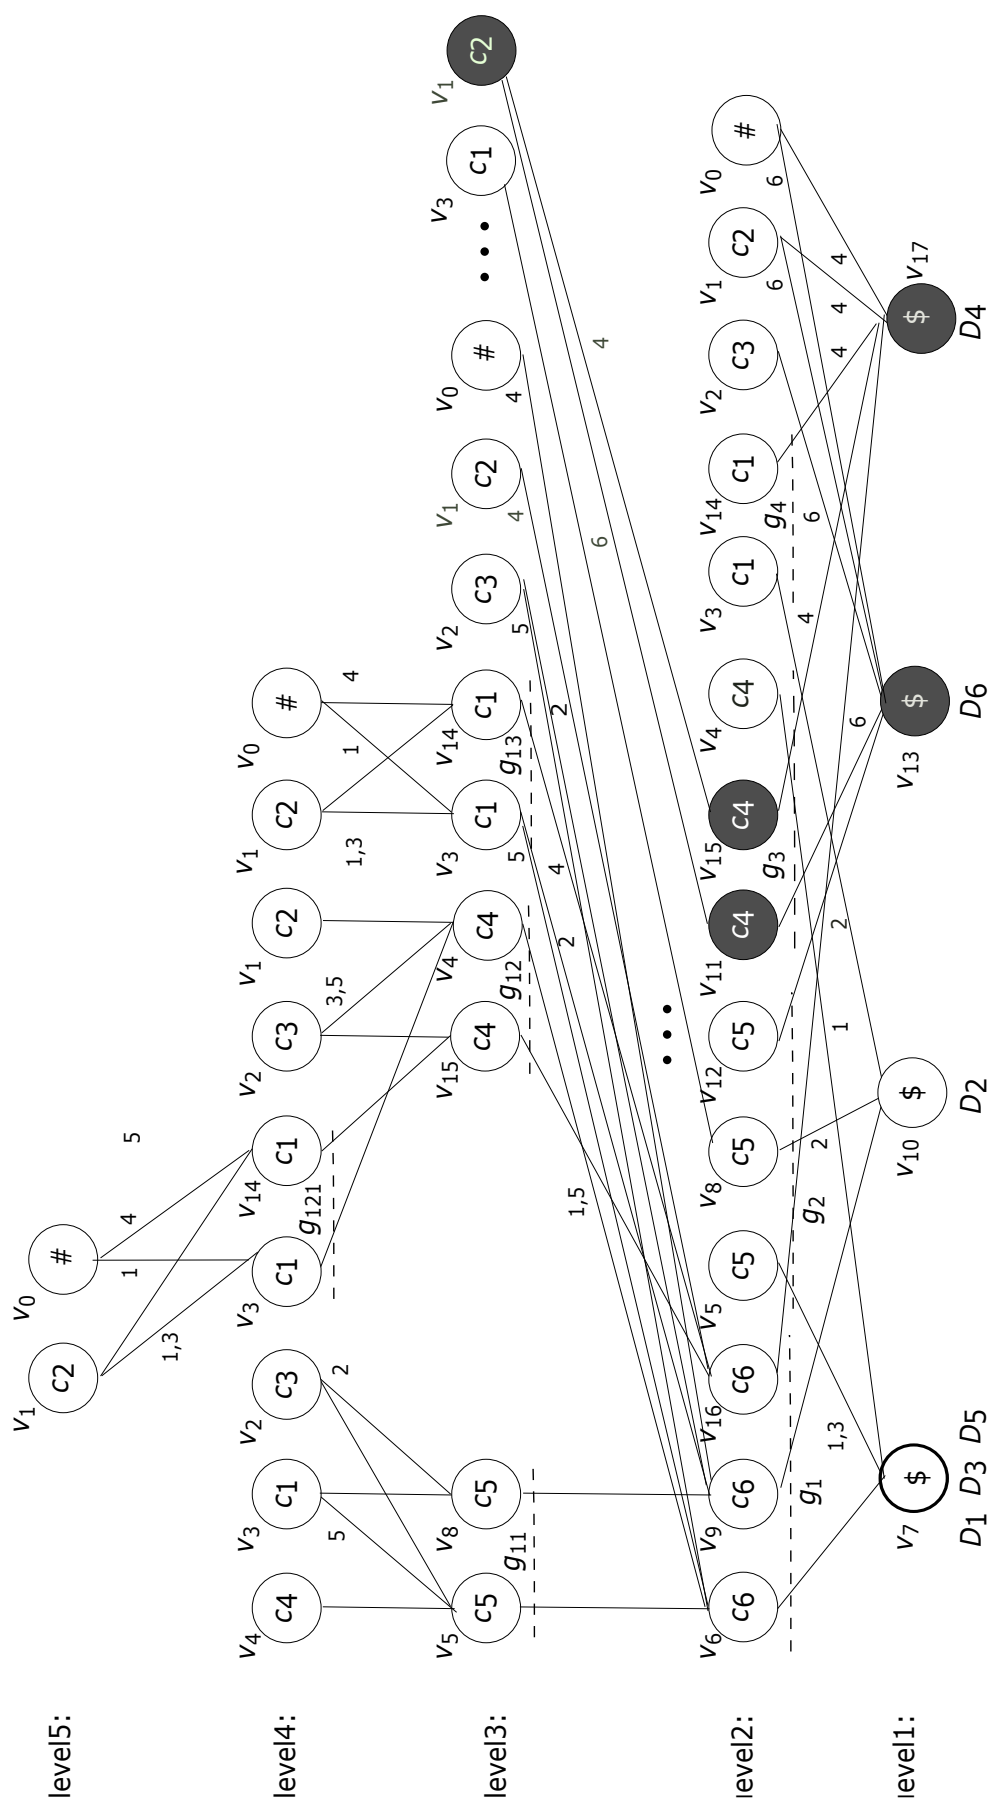 v1 v0
level5: c2 #
1 4 5
1,3
v4 v2 v3 v3 v14 v2 v1 v1 v0
level4: c4 c1 c3 c1 c1 c3 c2 c2 #
g121
5 2 3,5 1,3 1 4
v5 v8 v15 v4 v3 v14 v2 v1 v0 v3 v1
level3: c5 c5 c4 c4 c1 c1 c3 c2 # ••• c1 c2
g11 g12 5 g13 5 4 4
4 2
2
1,5 6 4
•••
v6 v9 v16 v5 v8 v12 v11 v15 v4 v3 v14 v2 v1 v0
level2: c6 c6 c6 c5 c5 c5 c4 c4 c4 c1 c1 c3 c2 #
g3 g4 6 6
g1 g2 4 6
1,3 2 1 2 6 4 4 4
v7 v10 v13 v17
level1: $ $ $ $
D1 D3 D5 D2 D6 D4